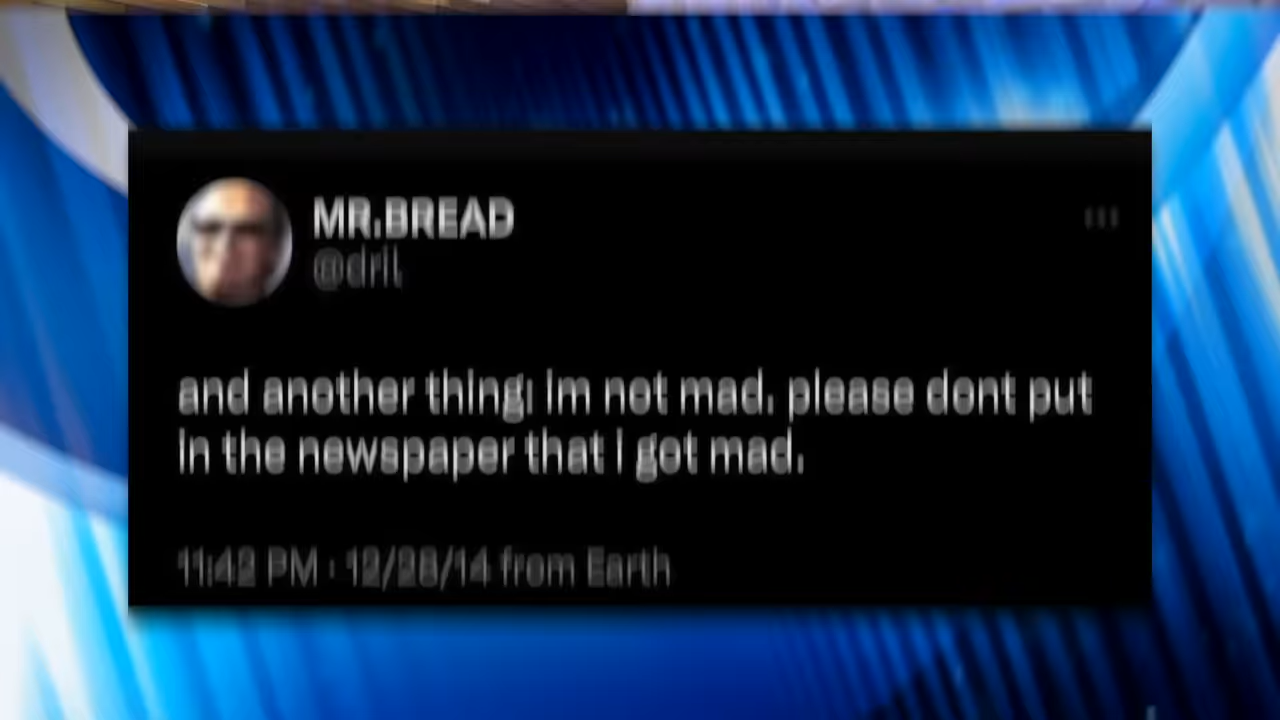 MR.BREAD
@dril
and another thing: im not mad. please dont put
in the newspaper that i got mad.
11:42 PM · 12/28/14 from Earth